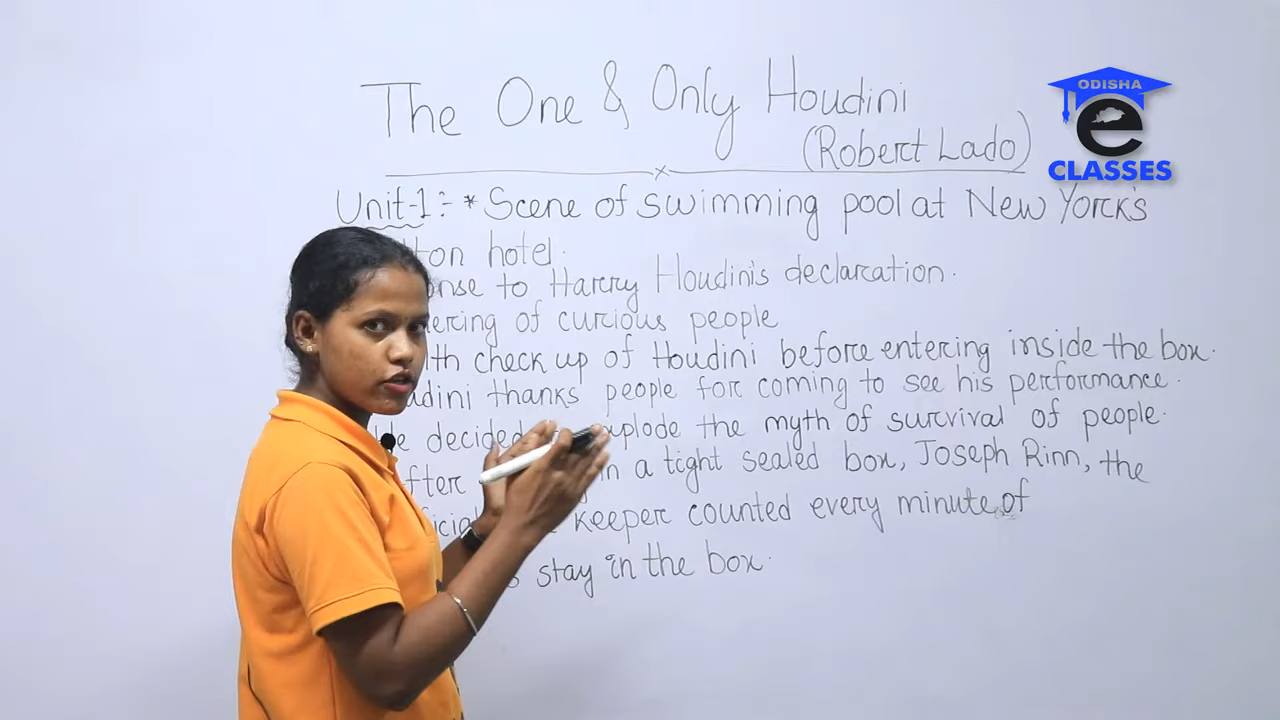 The One & Only Houdini
(Robert Lado)
Unit-1:- * Scene of swimming pool at New York's
hotel.
to Harry Houdini's declaration.
of curious people
check up of Houdini before entering inside the box.
thanks people for coming to see his performance.
He decided explode the myth of survival of people.
in a tight sealed box, Joseph Rinn, the
keeper counted every minute of
stay in the box.
ODISHA
e
CLASSES